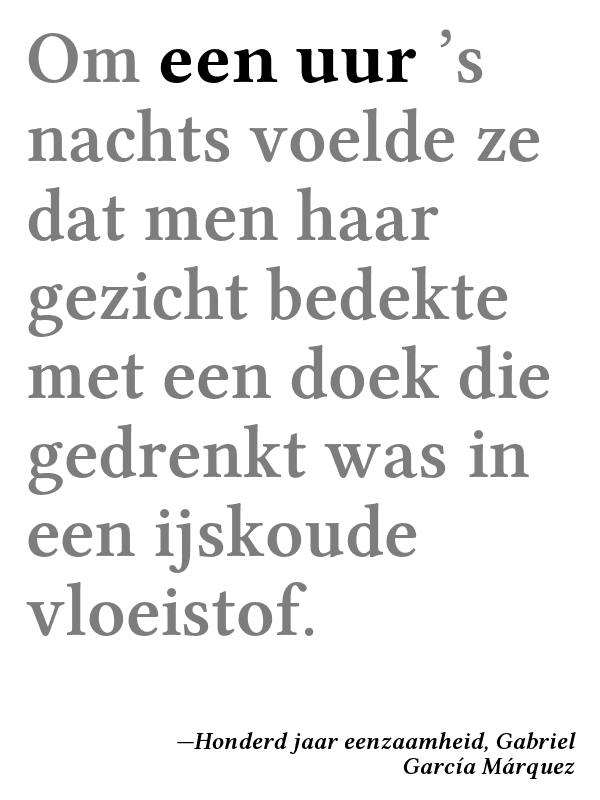 Om een uur ’s
nachts voelde ze
dat men haar
gezicht bedekte
met een doek die
gedrenkt was in
een ijskoude
vloeistof.
—Honderd jaar eenzaamheid, Gabriel
García Márquez